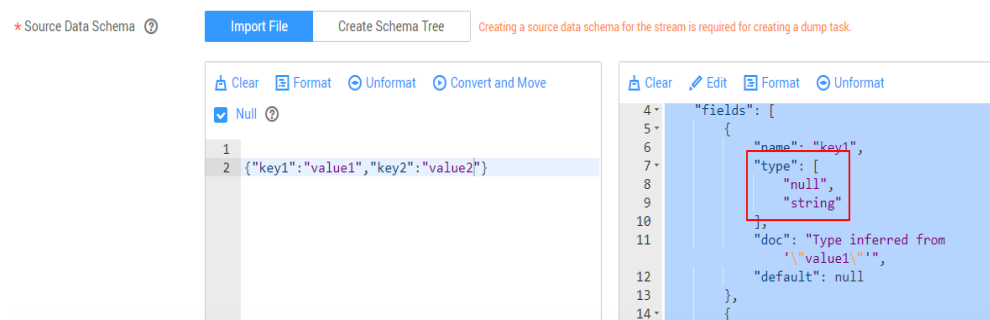 * Source Data Schema ?
Import File
Create Schema Tree
Creating a source data schema for the stream is required for creating a dump task.
Clear Format Unformat Convert and Move
Null ?
1
2 {"key1":"value1","key2":"value2"}
Clear Edit Format Unformat
4 "fields": [
5 {
6 "name": "key1",
7 "type": [
8 "null",
9 "string"
10 ],
11 "doc": "Type inferred from
'\"value1\"'",
12 "default": null
13 },
14 {